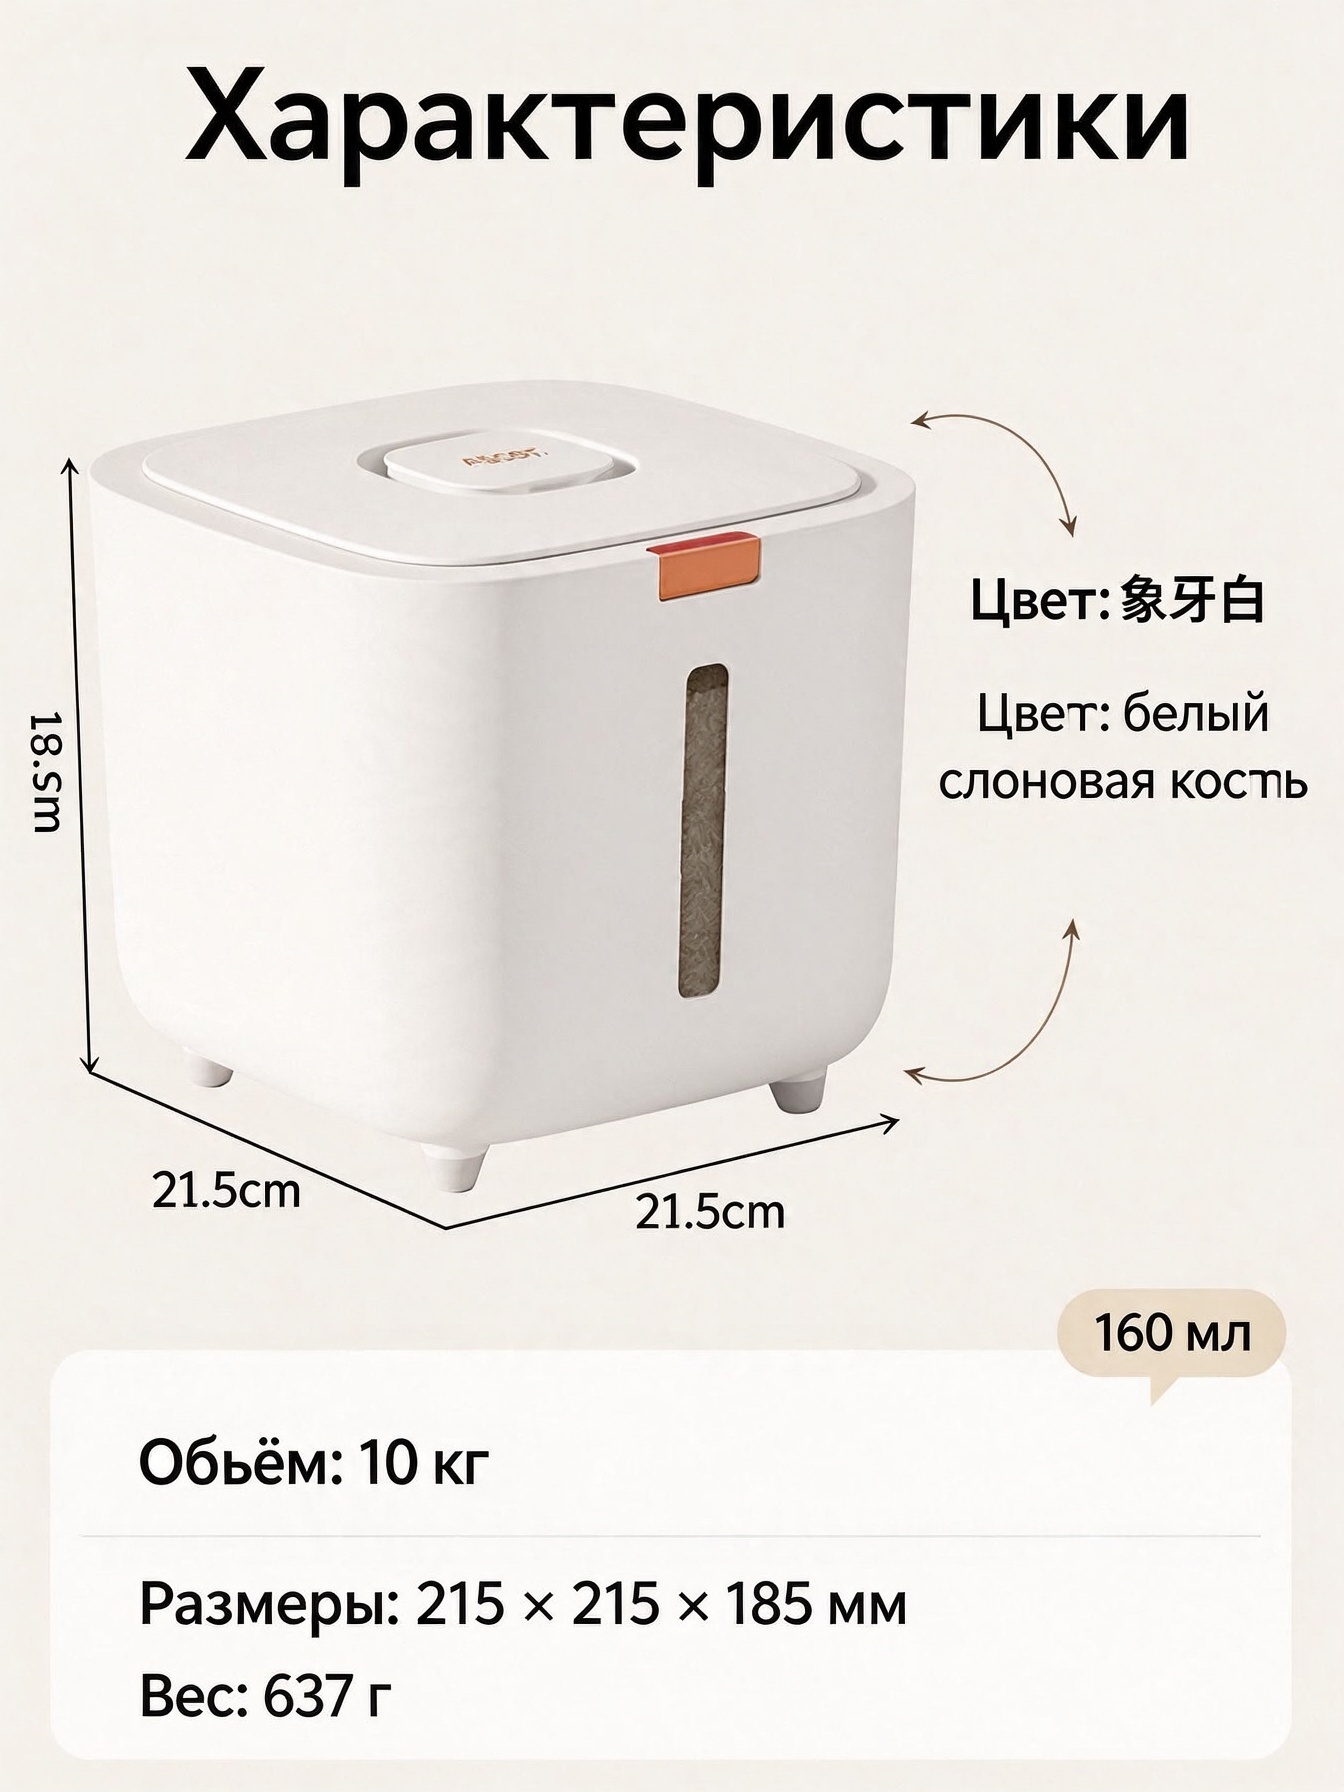 Характеристики
18.sm
Цвет: 象牙白
Цвет: белый
слоновая кость
21.5cm
21.5cm
160 мл
Обьём: 10 кг
Размеры: 215 × 215 × 185 мм
Вес: 637 г